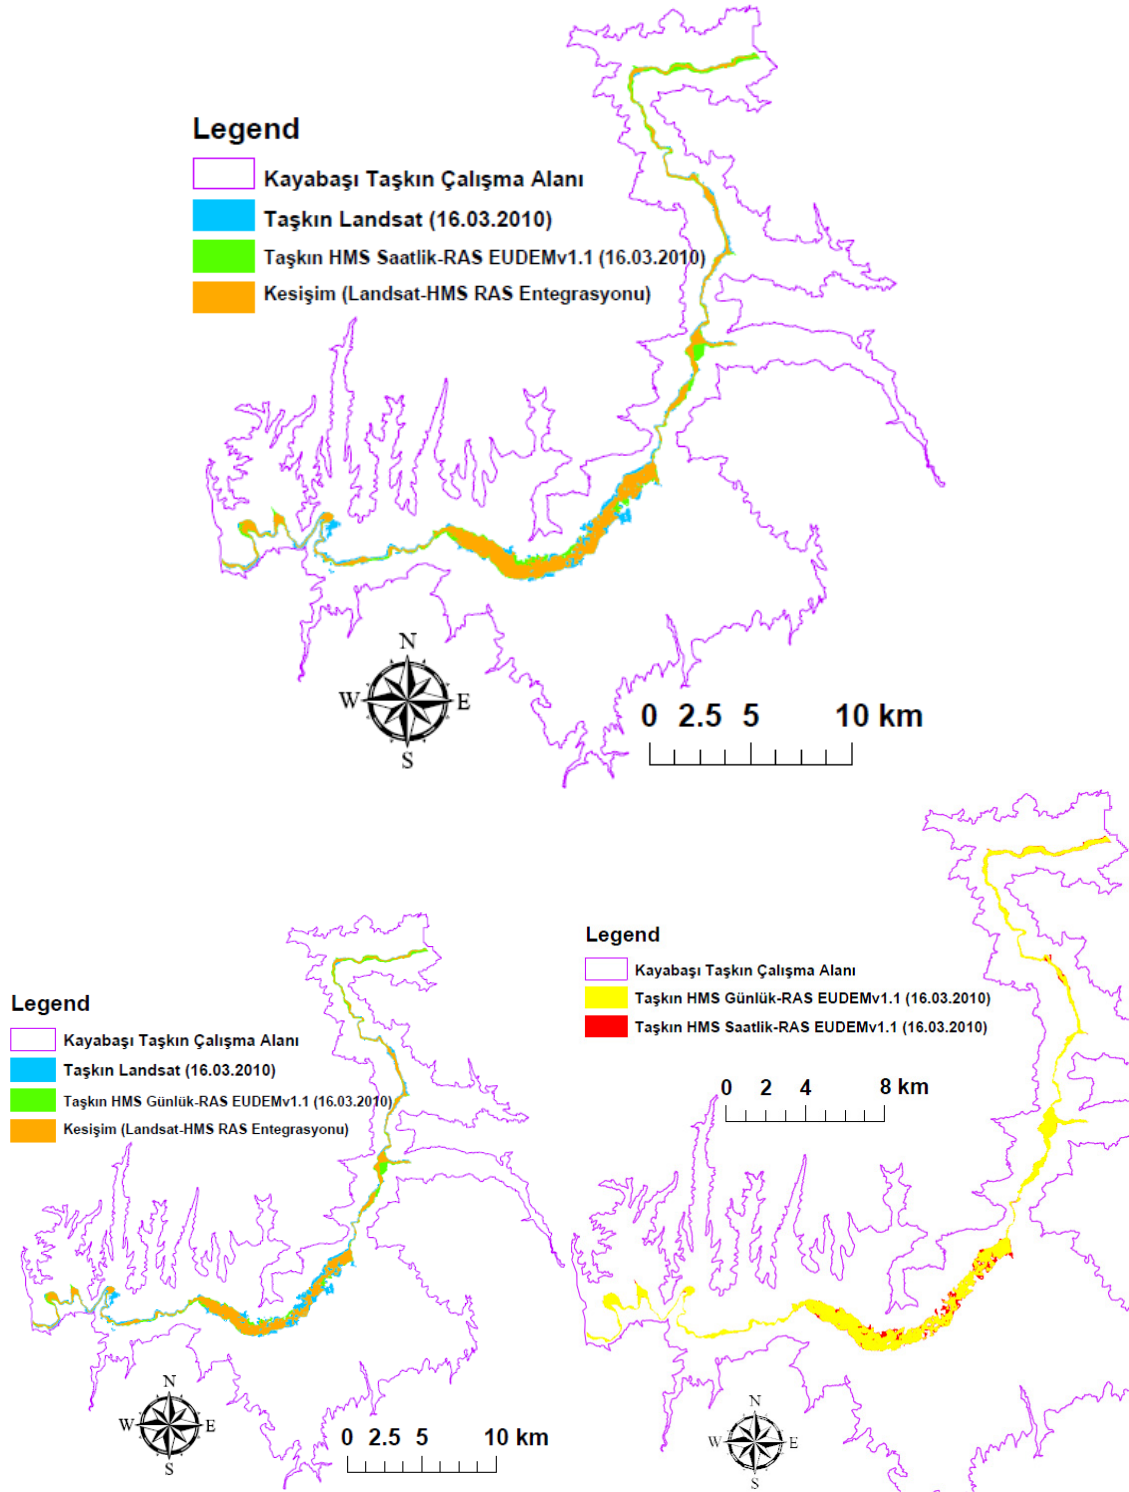 Legend
Kayabaşı Taşkın Çalışma Alanı
Taşkın Landsat (16.03.2010)
Taşkın HMS Saatlik-RAS EUDEMv1.1 (16.03.2010)
Kesişim (Landsat-HMS RAS Entegrasyonu)
N
W E
S
0 2.5 5 10 km
Legend
Kayabaşı Taşkın Çalışma Alanı
Taşkın Landsat (16.03.2010)
Taşkın HMS Günlük-RAS EUDEMv1.1 (16.03.2010)
Kesişim (Landsat-HMS RAS Entegrasyonu)
N
W E
S
0 2.5 5 10 km
Legend
Kayabaşı Taşkın Çalışma Alanı
Taşkın HMS Günlük-RAS EUDEMv1.1 (16.03.2010)
Taşkın HMS Saatlik-RAS EUDEMv1.1 (16.03.2010)
0 2 4 8 km
N
W E
S